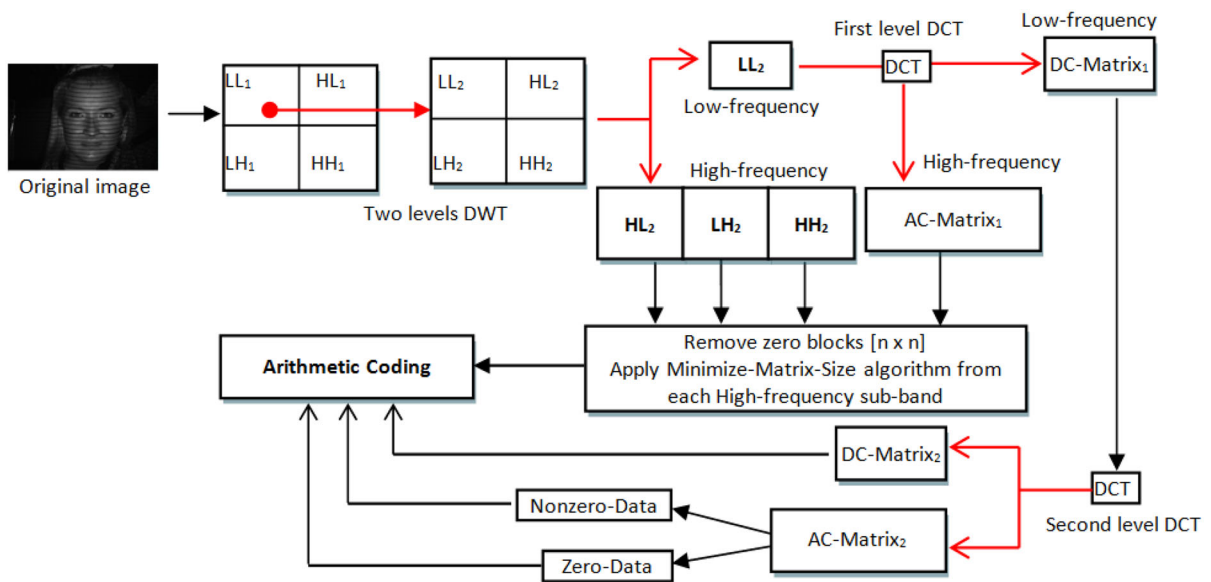 First level DCT
Low-frequency
LL₁
HL₁
LL₂
HL₂
LL₂
DCT
DC-Matrix₁
Low-frequency
LH₁
HH₁
LH₂
HH₂
High-frequency
High-frequency
Original image
Two levels DWT
HL₂
LH₂
HH₂
AC-Matrix₁
Remove zero blocks [n x n]
Apply Minimize-Matrix-Size algorithm from
each High-frequency sub-band
Arithmetic Coding
DC-Matrix₂
DCT
Second level DCT
Nonzero-Data
AC-Matrix₂
Zero-Data